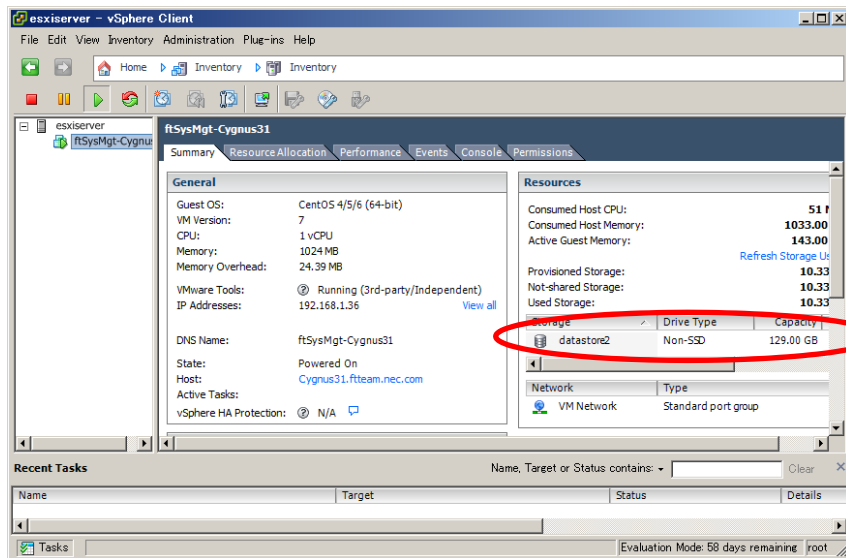 esxiserver - vSphere Client
File Edit View Inventory Administration Plug-ins Help
Home Inventory Inventory
esxiserver
ftSysMgt-Cygnus
ftSysMgt-Cygnus31
Summary Resource Allocation Performance Events Console Permissions
General
Guest OS: CentOS 4/5/6 (64-bit)
VM Version: 7
CPU: 1 vCPU
Memory: 1024 MB
Memory Overhead: 24.39 MB
VMware Tools: Running (3rd-party/Independent)
IP Addresses: 192.168.1.36 View all
DNS Name: ftSysMgt-Cygnus31
State: Powered On
Host: Cygnus31.ftteam.nec.com
Active Tasks:
vSphere HA Protection: N/A
Resources
Consumed Host CPU: 51
Consumed Host Memory: 1033.00
Active Guest Memory: 143.00
Refresh Storage
Provisioned Storage: 10.33
Not-shared Storage: 10.33
Used Storage: 10.33
Storage Drive Type Capacity
datastore2 Non-SSD 129.00 GB
Network Type
VM Network Standard port group
Recent Tasks
Name, Target or Status contains: Clear
Name Target Status Details
Tasks
Evaluation Mode: 58 days remaining root